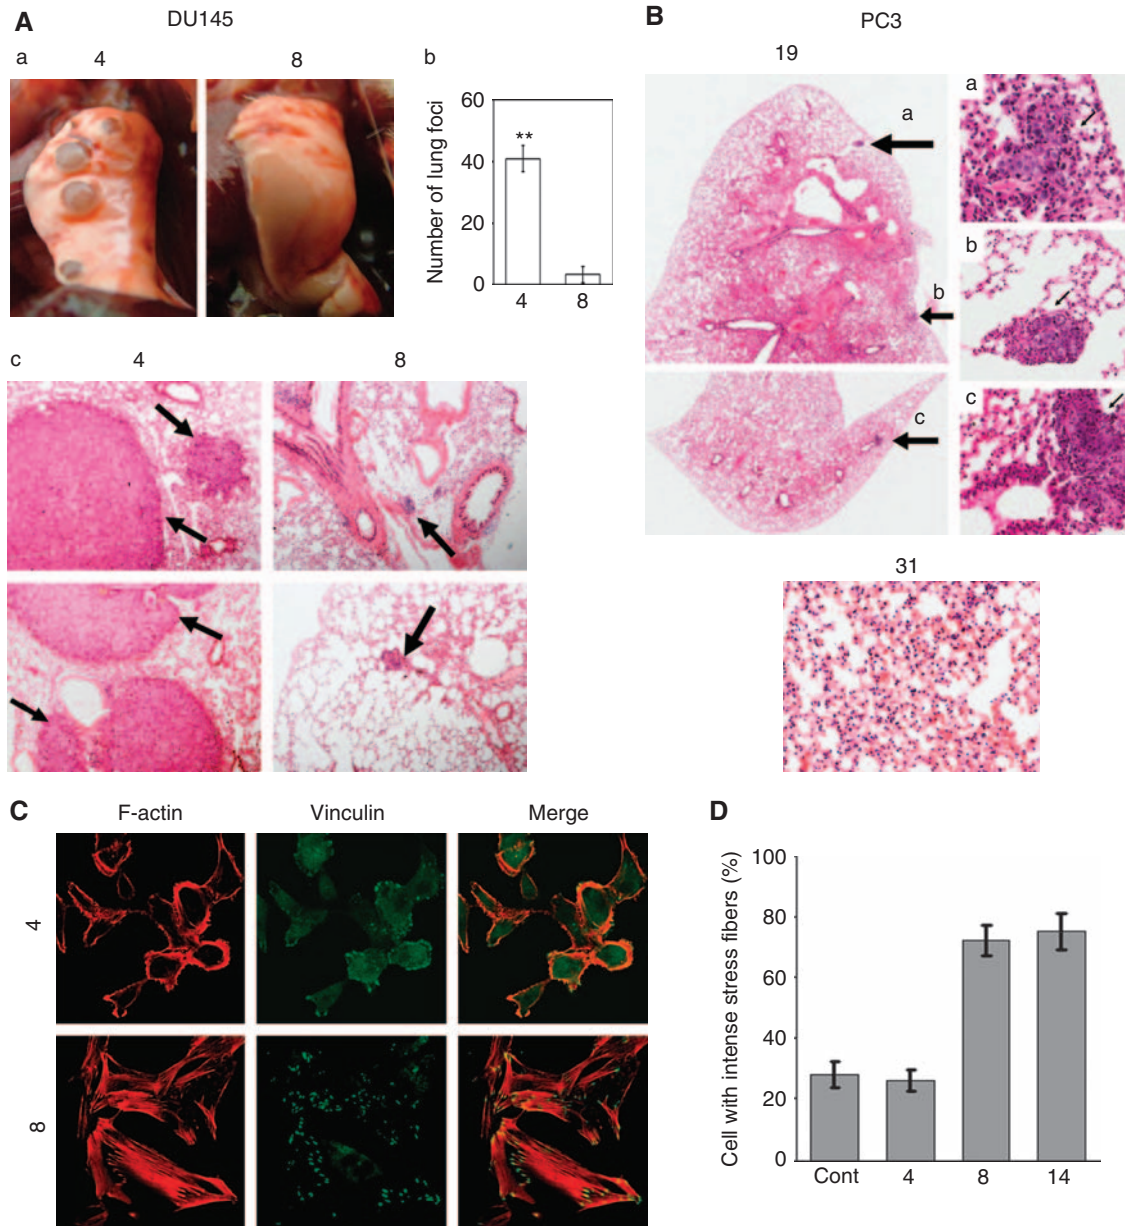 A
DU145
a
4
8
b
Number of lung foci
60
40
20
0
**
4
8
c
4
8
B
PC3
19
a
b
c
a
b
c
31
C
F-actin
Vinculin
Merge
4
8
D
Cell with intense stress fibers (%)
100
80
60
40
20
0
Cont
4
8
14